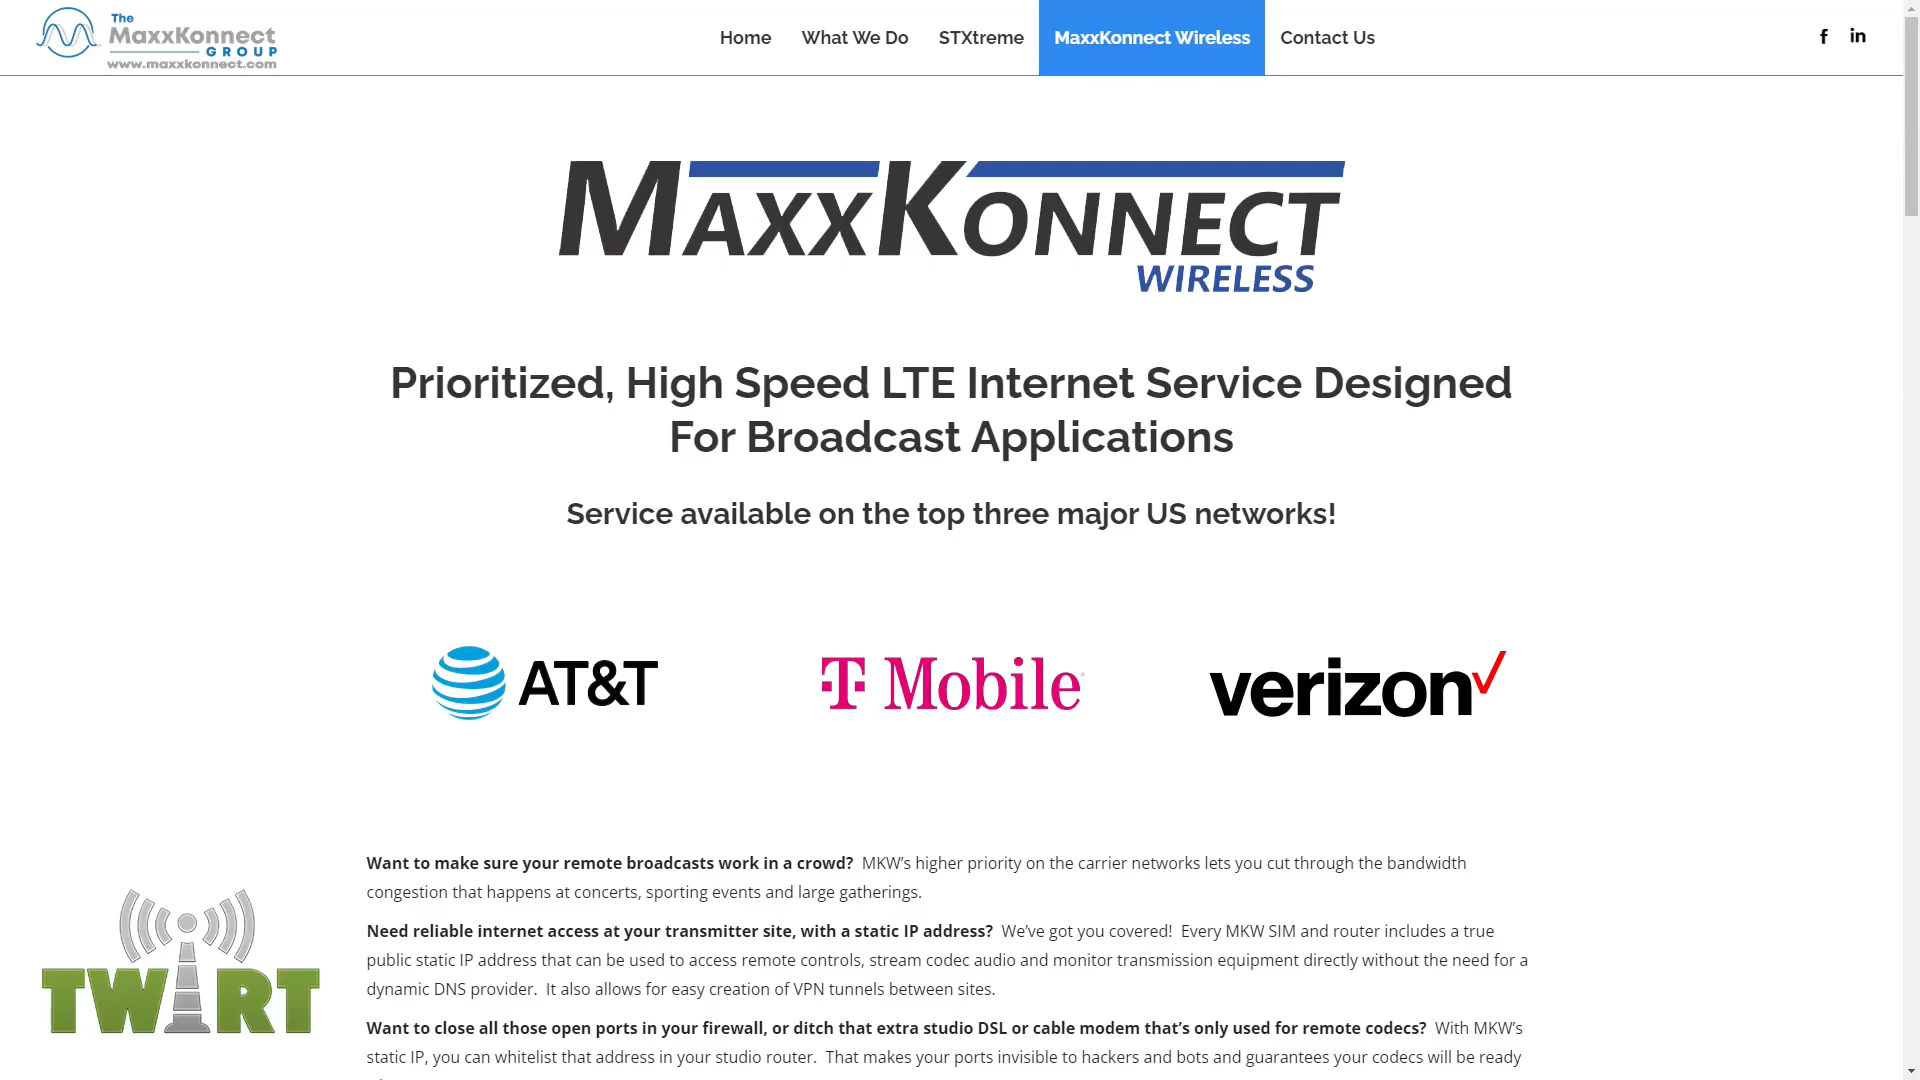 The
MaxxKonnect
GROUP
www.maxxkonnect.com
Home
What We Do
STXtreme
MaxxKonnect Wireless
Contact Us
f
in
MAXXKONNECT
WIRELESS
Prioritized, High Speed LTE Internet Service Designed
For Broadcast Applications
Service available on the top three major US networks!
AT&T
T Mobile
verizon
Want to make sure your remote broadcasts work in a crowd? MKW’s higher priority on the carrier networks lets you cut through the bandwidth
congestion that happens at concerts, sporting events and large gatherings.
Need reliable internet access at your transmitter site, with a static IP address? We’ve got you covered! Every MKW SIM and router includes a true
public static IP address that can be used to access remote controls, stream codec audio and monitor transmission equipment directly without the need for a
dynamic DNS provider. It also allows for easy creation of VPN tunnels between sites.
Want to close all those open ports in your firewall, or ditch that extra studio DSL or cable modem that’s only used for remote codecs? With MKW’s
static IP, you can whitelist that address in your studio router. That makes your ports invisible to hackers and bots and guarantees your codecs will be ready
TWIRT